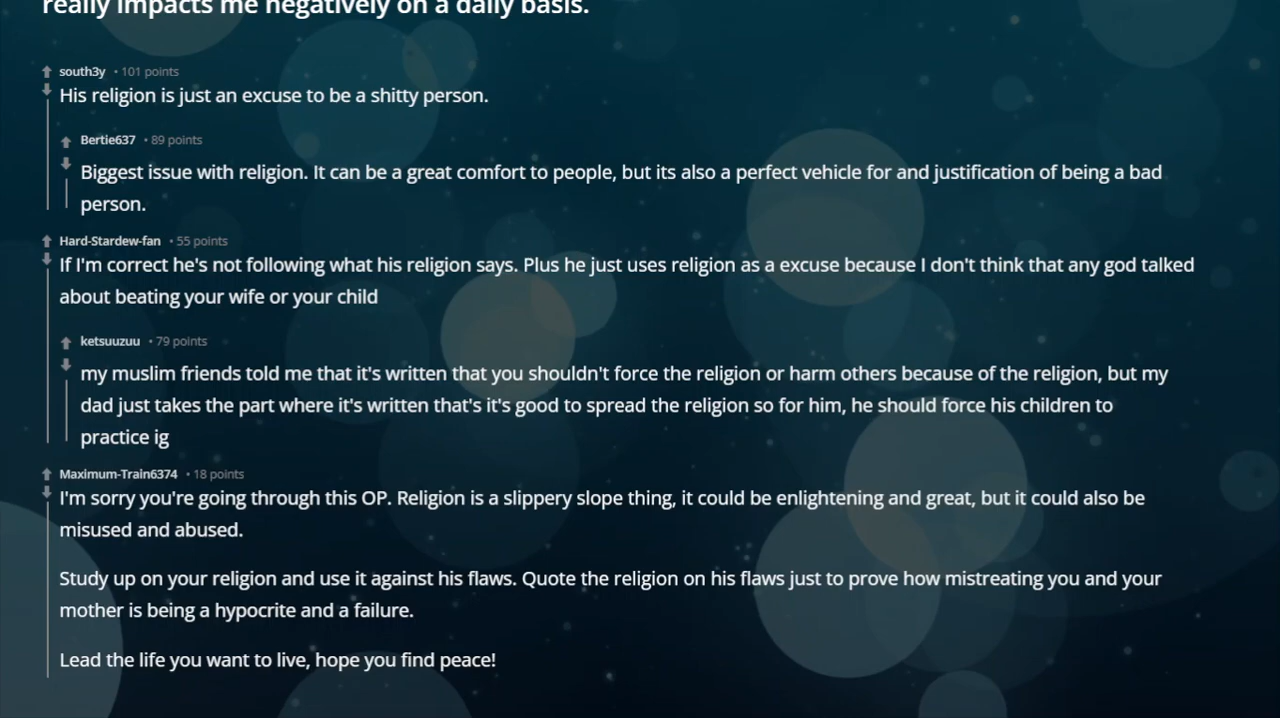 really impacts me negatively on a daily basis.
south3y • 101 points
His religion is just an excuse to be a shitty person.
Bertie637 • 89 points
Biggest issue with religion. It can be a great comfort to people, but its also a perfect vehicle for and justification of being a bad
person.
Hard-Stardew-fan • 55 points
If I'm correct he's not following what his religion says. Plus he just uses religion as a excuse because I don't think that any god talked
about beating your wife or your child
ketsuuzuu • 79 points
my muslim friends told me that it's written that you shouldn't force the religion or harm others because of the religion, but my
dad just takes the part where it's written that's it's good to spread the religion so for him, he should force his children to
practice ig
Maximum-Train6374 • 18 points
I'm sorry you're going through this OP. Religion is a slippery slope thing, it could be enlightening and great, but it could also be
misused and abused.
Study up on your religion and use it against his flaws. Quote the religion on his flaws just to prove how mistreating you and your
mother is being a hypocrite and a failure.
Lead the life you want to live, hope you find peace!